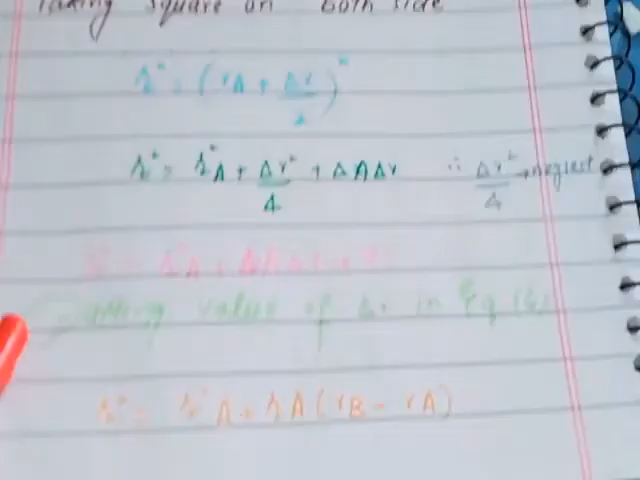 Taking square on both side
r² = (rA + Δr/2)²
r² = r²A + Δr²/4 + rAΔr ∴ Δr²/4 → neglect
value of Δr in Eq
r² = r²A + rA(rB - rA)